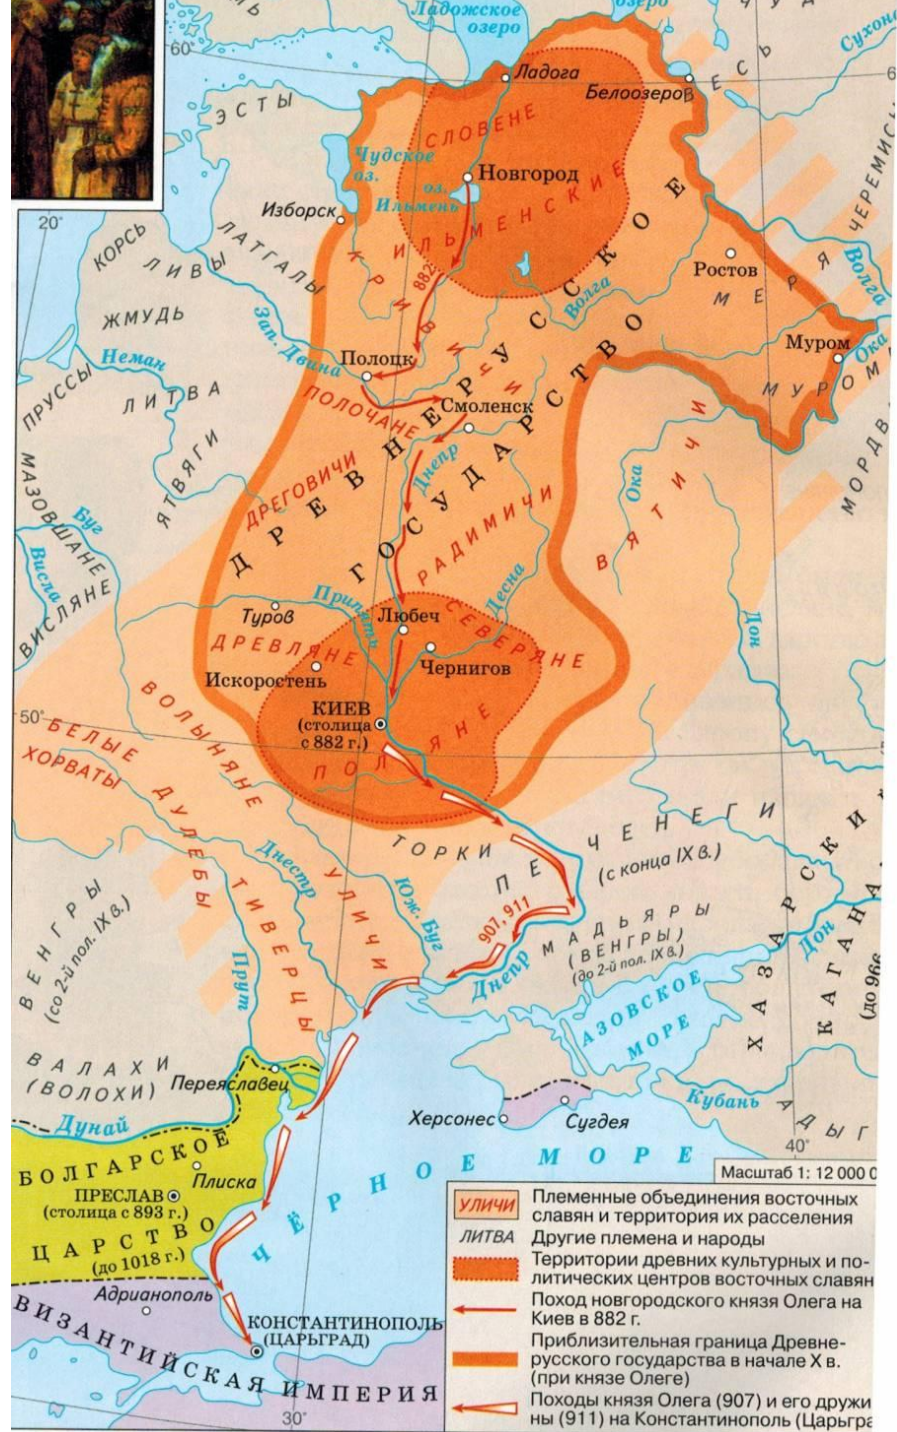 Ладожское
озеро
озеро
60°
Ладога
Белоозеро
ВЕСЬ
Сухона
ЭСТЫ
СЛОВЕНЕ
ИЛЬМЕНСКИЕ
Чудское
оз.
Новгород
оз.
Ильмень
ЧЕРЕМИСЫ
Изборск
20°
КОРСЬ
ЛИВЫ
ЛАТГАЛЫ
КРИВИЧИ
882
Ростов
МЕРЯ
Волга
Волга
ЖМУДЬ
Зап. Двина
Неман
Полоцк
Муром
Ока
МУРОМА
ПРУССЫ
ЛИТВА
ПОЛОЧАНЕ
Смоленск
ЯТВЯГИ
Днепр
ДРЕВНЕРУССКОЕ
ГОСУДАРСТВО
ДРЕГОВИЧИ
РАДИМИЧИ
Ока
ВЯТИЧИ
МОРДВА
МАЗОВШАНЕ
Буг
Висла
ВИСЛЯНЕ
Туров
Припять
Любеч
Десна
СЕВЕРЯНЕ
Дон
ДРЕВЛЯНЕ
Чернигов
Искоростень
КИЕВ
(столица
с 882 г.)
ПОЛЯНЕ
50°
ВОЛЫНЯНЕ
БЕЛЫЕ
ХОРВАТЫ
ДУЛЕБЫ
ТОРКИ
ПЕЧЕНЕГИ
(с конца IX в.)
Днестр
УЛИЧИ
ТИВЕРЦЫ
Юж. Буг
907, 911
Днепр
МАДЬЯРЫ
(ВЕНГРЫ)
(до 2-й пол. IX в.)
ВЕНГРЫ
(со 2-й пол. IX в.)
Прут
АЗОВСКОЕ
МОРЕ
Дон
ХАЗАРСКИЙ
КАГАНА
(до 966
ВАЛАХИ
(ВОЛОХИ)
Переяславец
Дунай
Херсонес
Сугдея
Кубань
АДЫГ
40°
ЧЁРНОЕ МОРЕ
БОЛГАРСКОЕ
Плиска
ПРЕСЛАВ
(столица с 893 г.)
ЦАРСТВО
(до 1018 г.)
Адрианополь
КОНСТАНТИНОПОЛЬ
(ЦАРЬГРАД)
ВИЗАНТИЙСКАЯ ИМПЕРИЯ
30°
Масштаб 1: 12 000 0
УЛИЧИ Племенные объединения восточных
славян и территория их расселения
ЛИТВА Другие племена и народы
Территории древних культурных и по-
литических центров восточных славян
Поход новгородского князя Олега на
Киев в 882 г.
Приблизительная граница Древне-
русского государства в начале X в.
(при князе Олеге)
Походы князя Олега (907) и его дружи
ны (911) на Константинополь (Царьгра